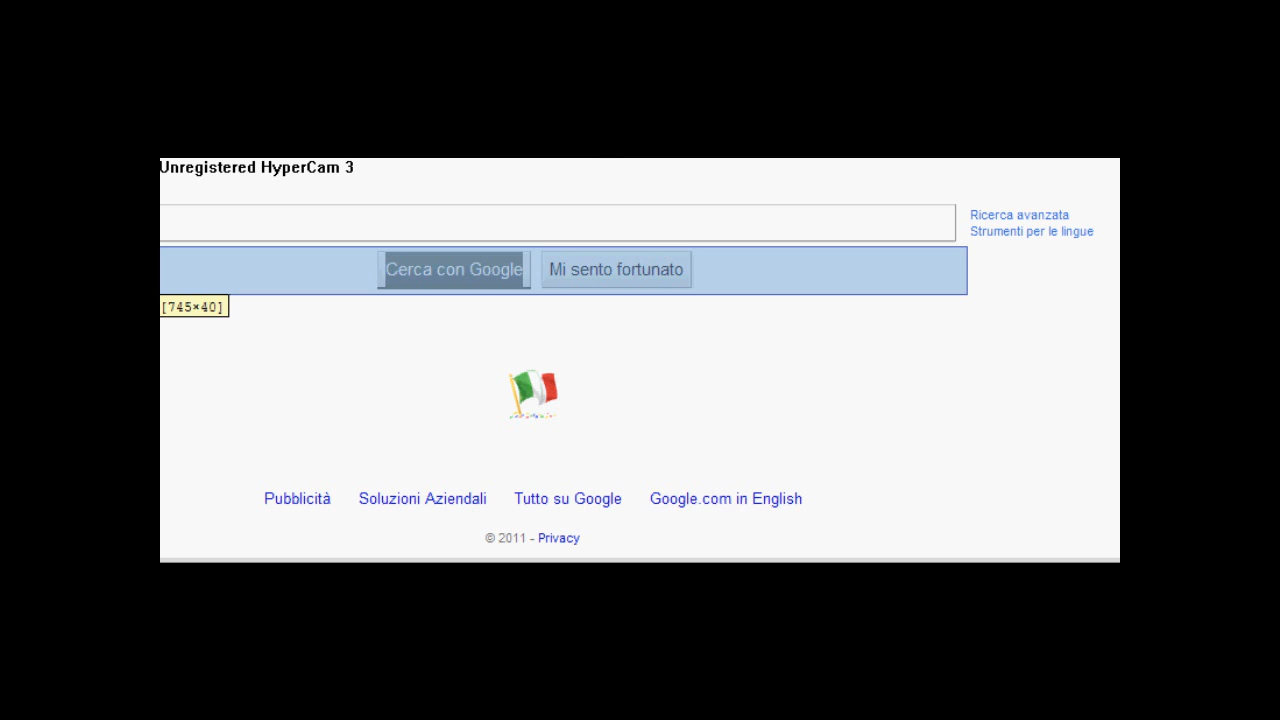 Unregistered HyperCam 3
Ricerca avanzata
Strumenti per le lingue
Cerca con Google
Mi sento fortunato
[745×40]
Pubblicità
Soluzioni Aziendali
Tutto su Google
Google.com in English
© 2011 - Privacy